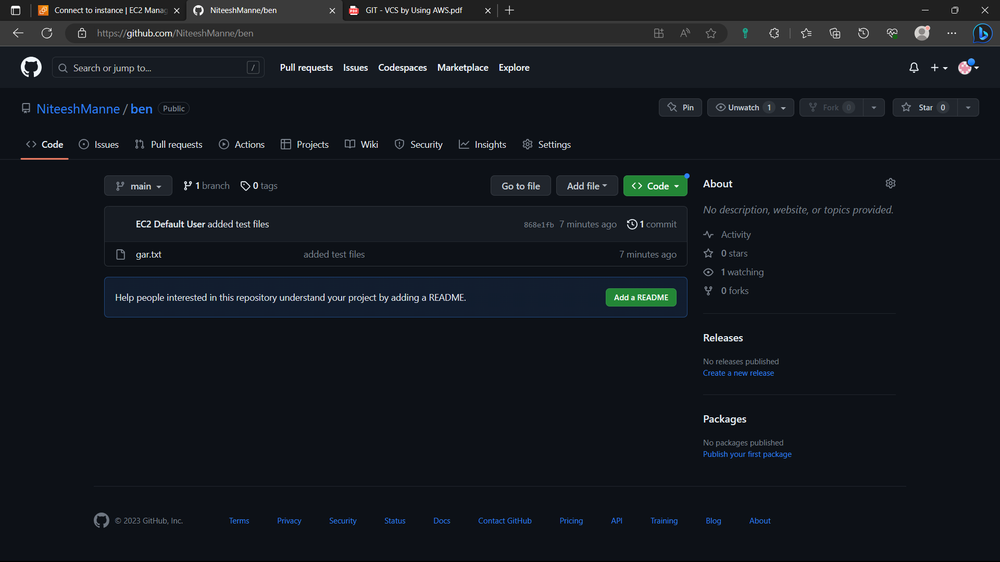 Connect to instance | EC2 Manag
NiteeshManne/ben
GIT - VCS by Using AWS.pdf
https://github.com/NiteeshManne/ben
Search or jump to...
/
Pull requests
Issues
Codespaces
Marketplace
Explore
NiteeshManne / ben
Public
Pin
Unwatch 1
Fork 0
Star 0
Code
Issues
Pull requests
Actions
Projects
Wiki
Security
Insights
Settings
main
1 branch
0 tags
Go to file
Add file
Code
EC2 Default User added test files
868e1fb 7 minutes ago
1 commit
gar.txt
added test files
7 minutes ago
Help people interested in this repository understand your project by adding a README.
Add a README
About
No description, website, or topics provided.
Activity
0 stars
1 watching
0 forks
Releases
No releases published
Create a new release
Packages
No packages published
Publish your first package
© 2023 GitHub, Inc.
Terms
Privacy
Security
Status
Docs
Contact GitHub
Pricing
API
Training
Blog
About